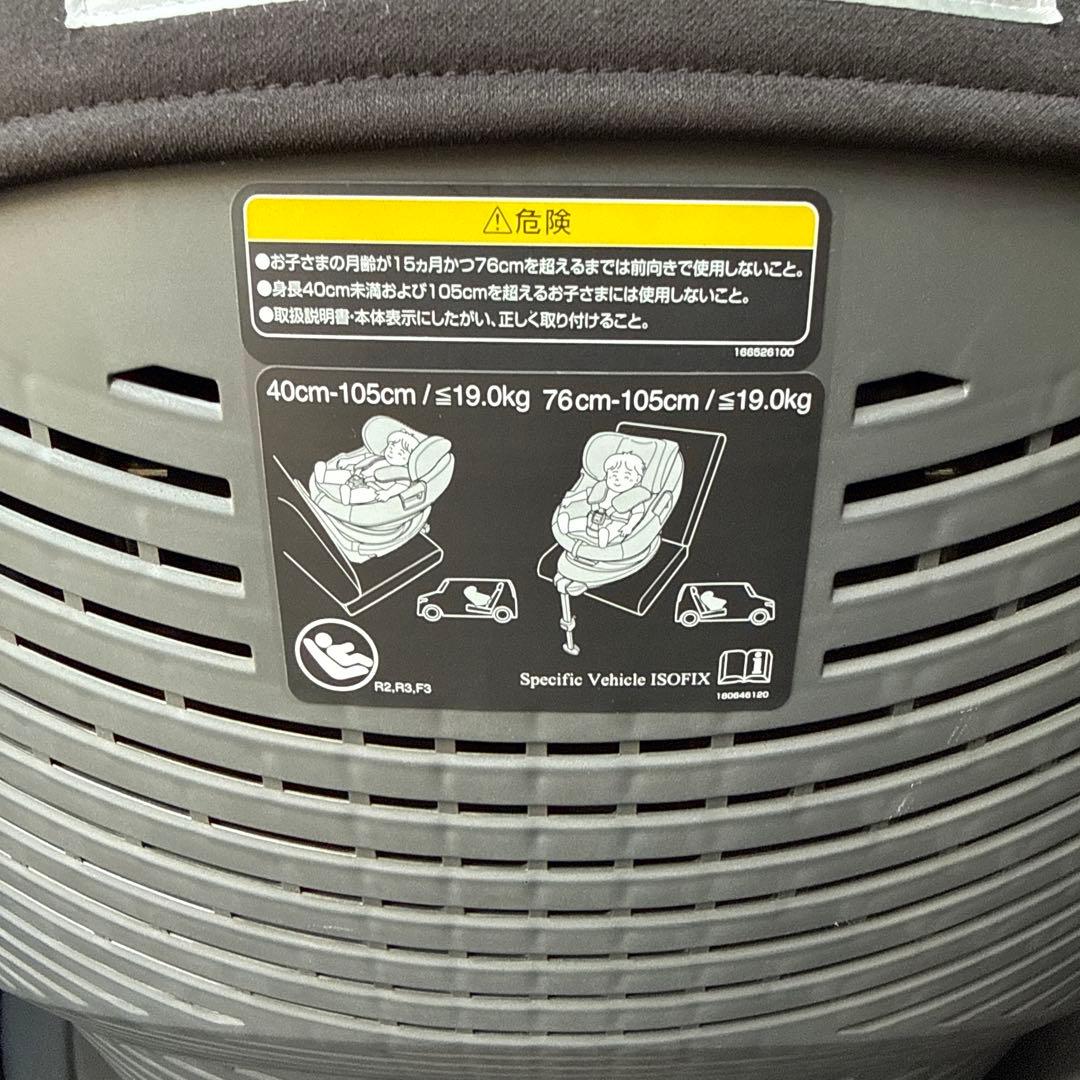 ⚠危険
●お子さまの月齢が15ヵ月かつ76cmを超えるまでは前向きで使用しないこと。
●身長40cm未満および105cmを超えるお子さまには使用しないこと。
●取扱説明書・本体表示にしたがい、正しく取り付けること。
166526100
40cm-105cm /≦19.0kg 76cm-105cm /≦19.0kg
R2,R3,F3
Specific Vehicle ISOFIX
160646120